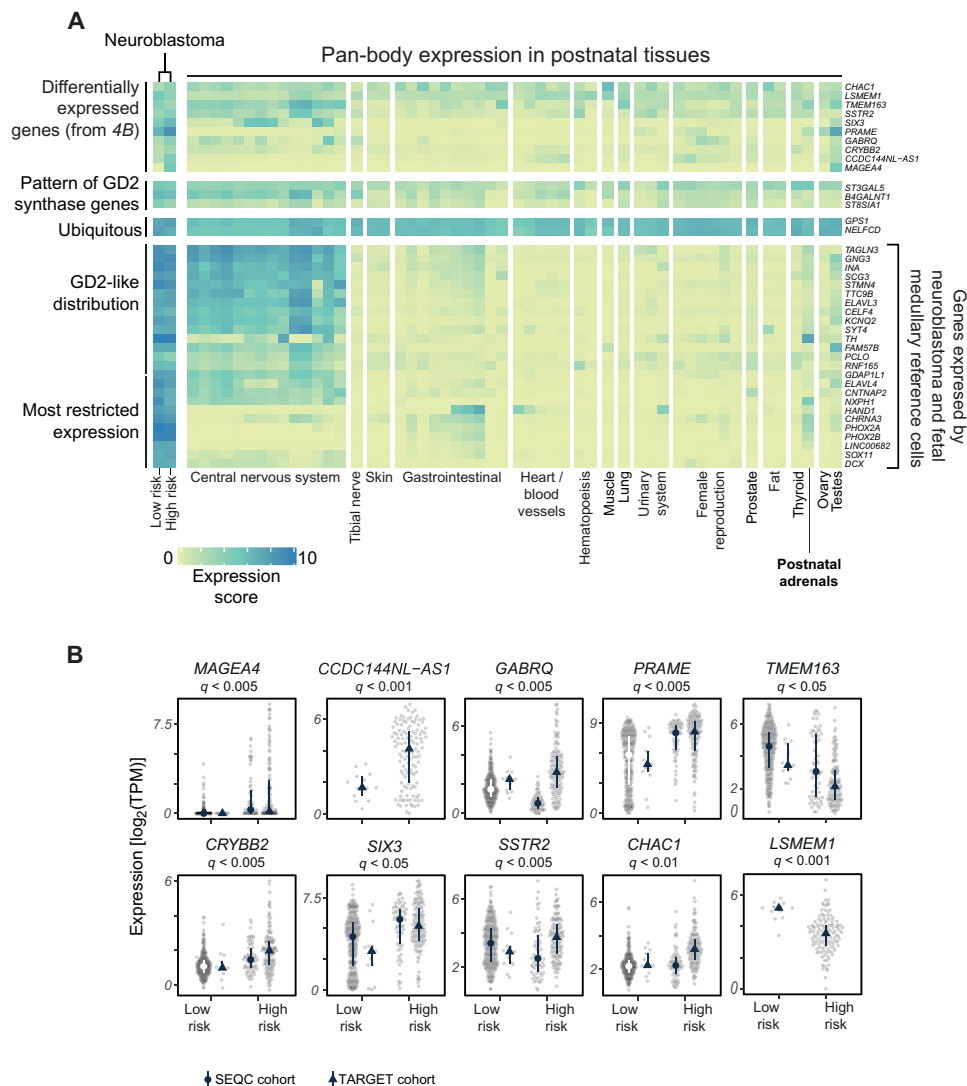 A
Neuroblastoma
Pan-body expression in postnatal tissues
Differentially
expressed
genes (from 4B)
CHAC1
LSMEM1
TMEM163
SSTR2
SIX3
PRAME
GABRQ
CRYBB2
CCDC144NL−AS1
MAGEA4
Pattern of GD2
synthase genes
ST3GAL5
B4GALNT1
ST8SIA1
Ubiquitous
GPS1
NELFCD
GD2-like
distribution
Most restricted
expression
TAGLN3
GNG3
INA
SCG3
STMN4
TTC9B
ELAVL3
CELF4
KCNQ2
SYT4
TH
FAM57B
PCLO
RNF165
GDAP1L1
ELAVL4
CNTNAP2
NXPH1
HAND1
CHRNA3
PHOX2A
PHOX2B
LINC00682
SOX11
DCX
Genes expressed by
neuroblastoma and fetal
medullary reference cells
Low risk
High risk
Central nervous system
Tibial nerve
Skin
Gastrointestinal
Heart /
blood
vessels
Hematopoeisis
Muscle
Lung
Urinary
system
Female
reproduction
Prostate
Fat
Thyroid
Postnatal
adrenals
Ovary
Testes
0 10
Expression
score
B
Expression [log2(TPM)]
MAGEA4
q < 0.005
7.5
0
CCDC144NL−AS1
q < 0.001
6
0
GABRQ
q < 0.005
6
0
PRAME
q < 0.005
9
0
TMEM163
q < 0.05
6
2
0
CRYBB2
q < 0.005
6
0
SIX3
q < 0.05
7.5
0
SSTR2
q < 0.005
6
2
CHAC1
q < 0.01
6
2
LSMEM1
q < 0.001
6
0
Low
risk
High
risk
Low
risk
High
risk
Low
risk
High
risk
Low
risk
High
risk
Low
risk
High
risk
SEQC cohort
TARGET cohort